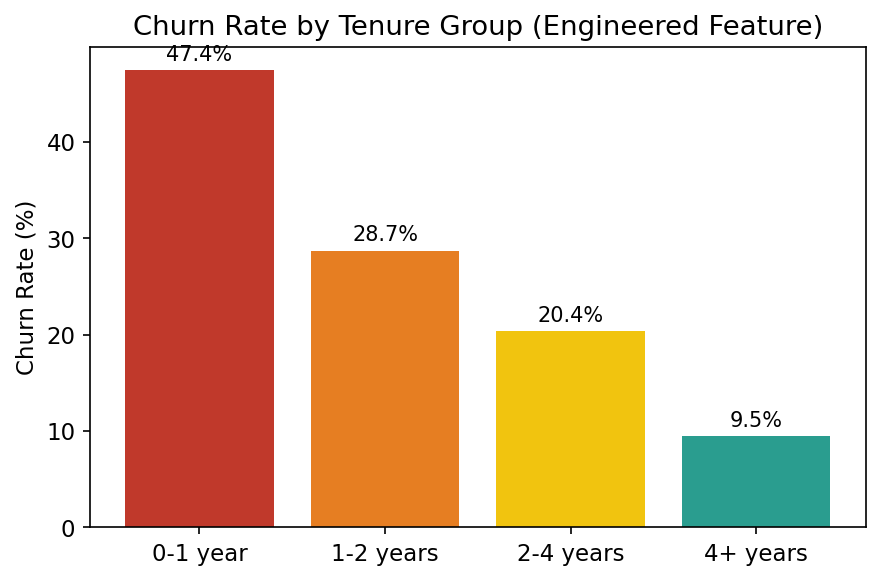 Churn Rate by Tenure Group (Engineered Feature)
47.4%
28.7%
20.4%
9.5%
Churn Rate (%)
40
30
20
10
0
0-1 year
1-2 years
2-4 years
4+ years